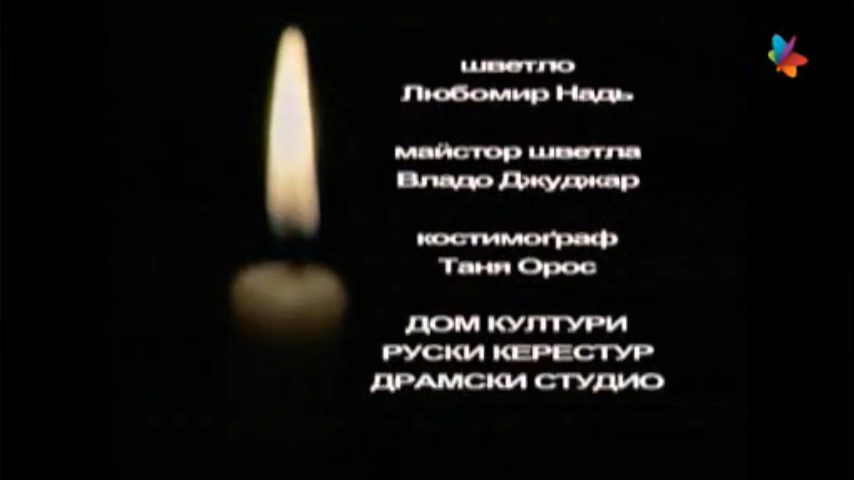 шветло
Любомир Надь
майстор шветла
Владо Джуджар
костимоґраф
Таня Орос
ДОМ КУЛТУРИ
РУСКИ КЕРЕСТУР
ДРАМСКИ СТУДИО